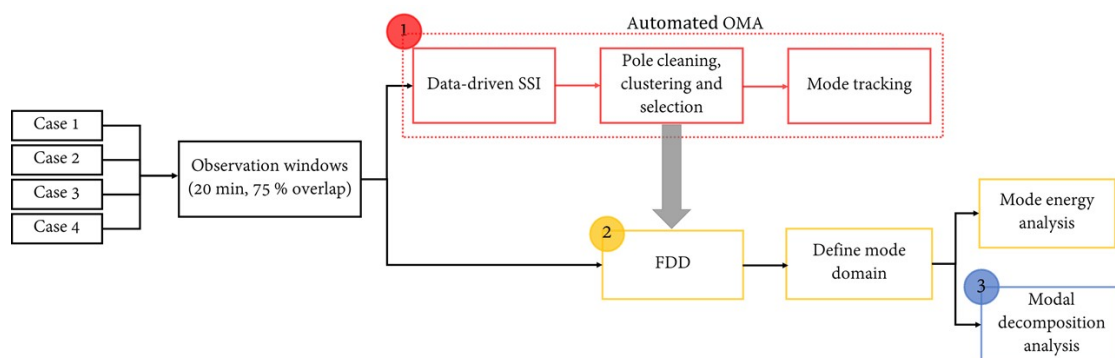 Automated OMA
1
Data-driven SSI
Pole cleaning,
clustering and
selection
Mode tracking
Case 1
Case 2
Case 3
Case 4
Observation windows
(20 min, 75 % overlap)
2
FDD
Define mode
domain
Mode energy
analysis
3
Modal
decomposition
analysis